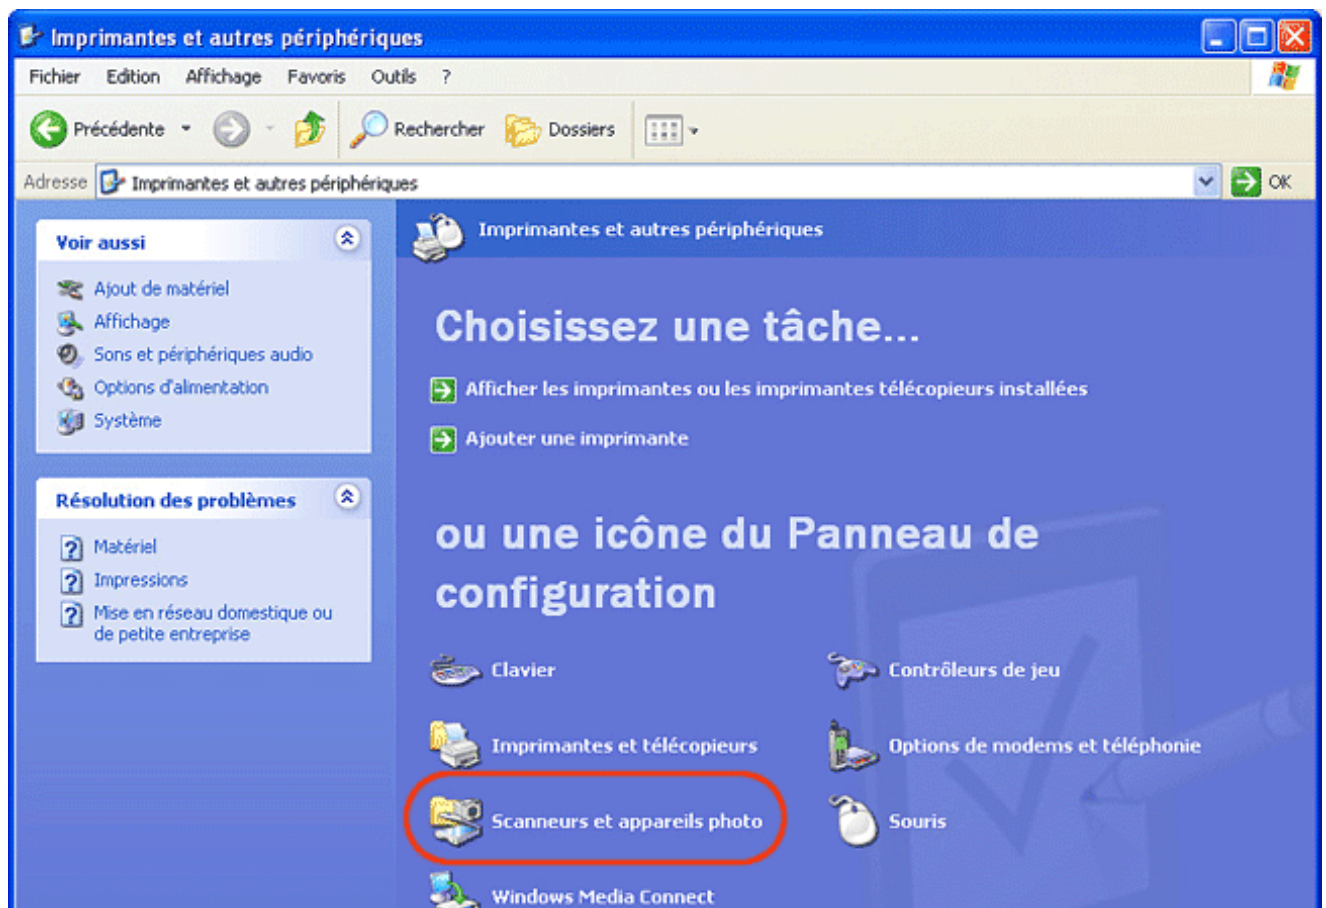 Imprimantes et autres périphériques
Fichier Edition Affichage Favoris Outils ?
Précédente Rechercher Dossiers
Adresse Imprimantes et autres périphériques OK
Voir aussi
Ajout de matériel
Affichage
Sons et périphériques audio
Options d'alimentation
Système
Résolution des problèmes
Matériel
Impressions
Mise en réseau domestique ou
de petite entreprise
Imprimantes et autres périphériques
Choisissez une tâche...
Afficher les imprimantes ou les imprimantes télécopieurs installées
Ajouter une imprimante
ou une icône du Panneau de
configuration
Clavier
Contrôleurs de jeu
Imprimantes et télécopieurs
Options de modems et téléphonie
Scanneurs et appareils photo
Souris
Windows Media Connect